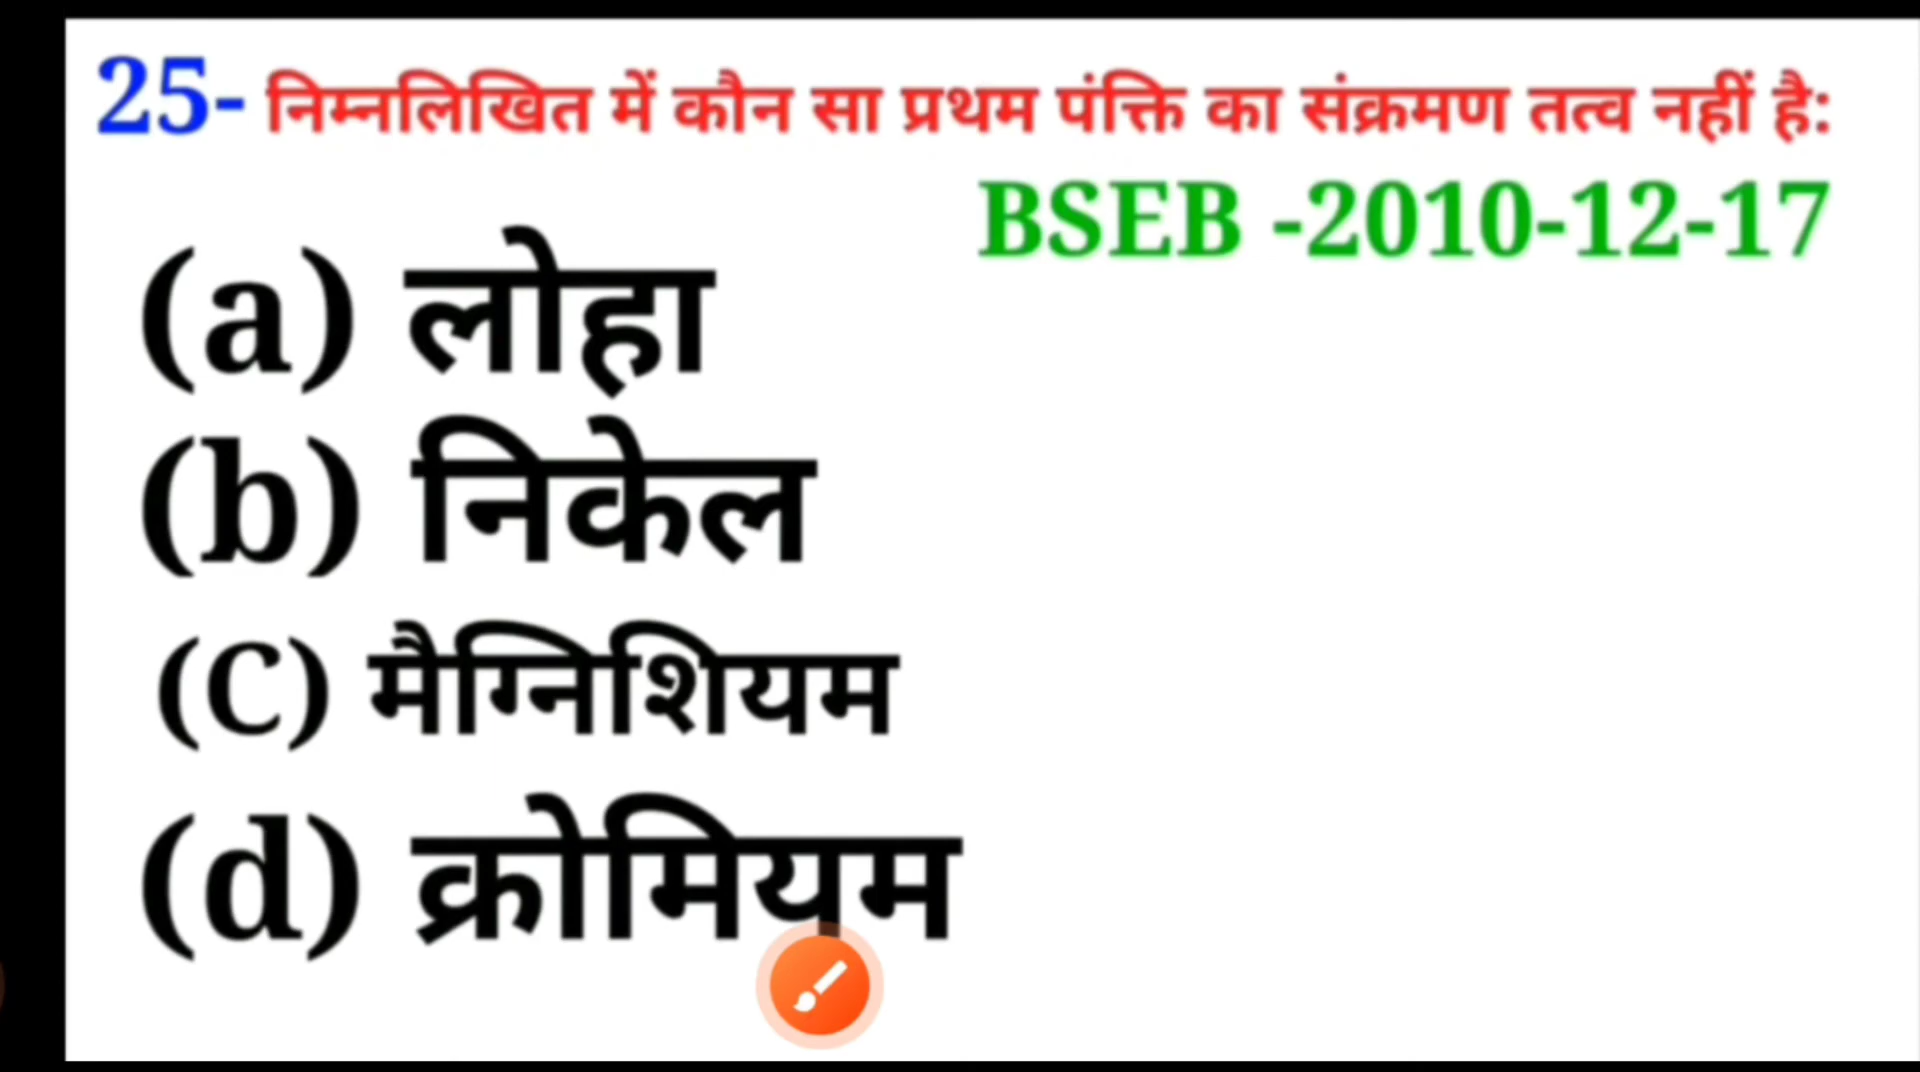 25- निम्नलिखित में कौन सा प्रथम पंक्ति का संक्रमण तत्व नहीं है:
BSEB -2010-12-17
(a) लोहा
(b) निकेल
(C) मैग्निशियम
(d) क्रोमियम